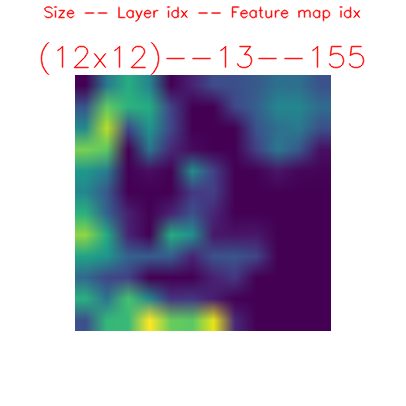 Size -- Layer idx -- Feature map idx
(12x12)--13--155